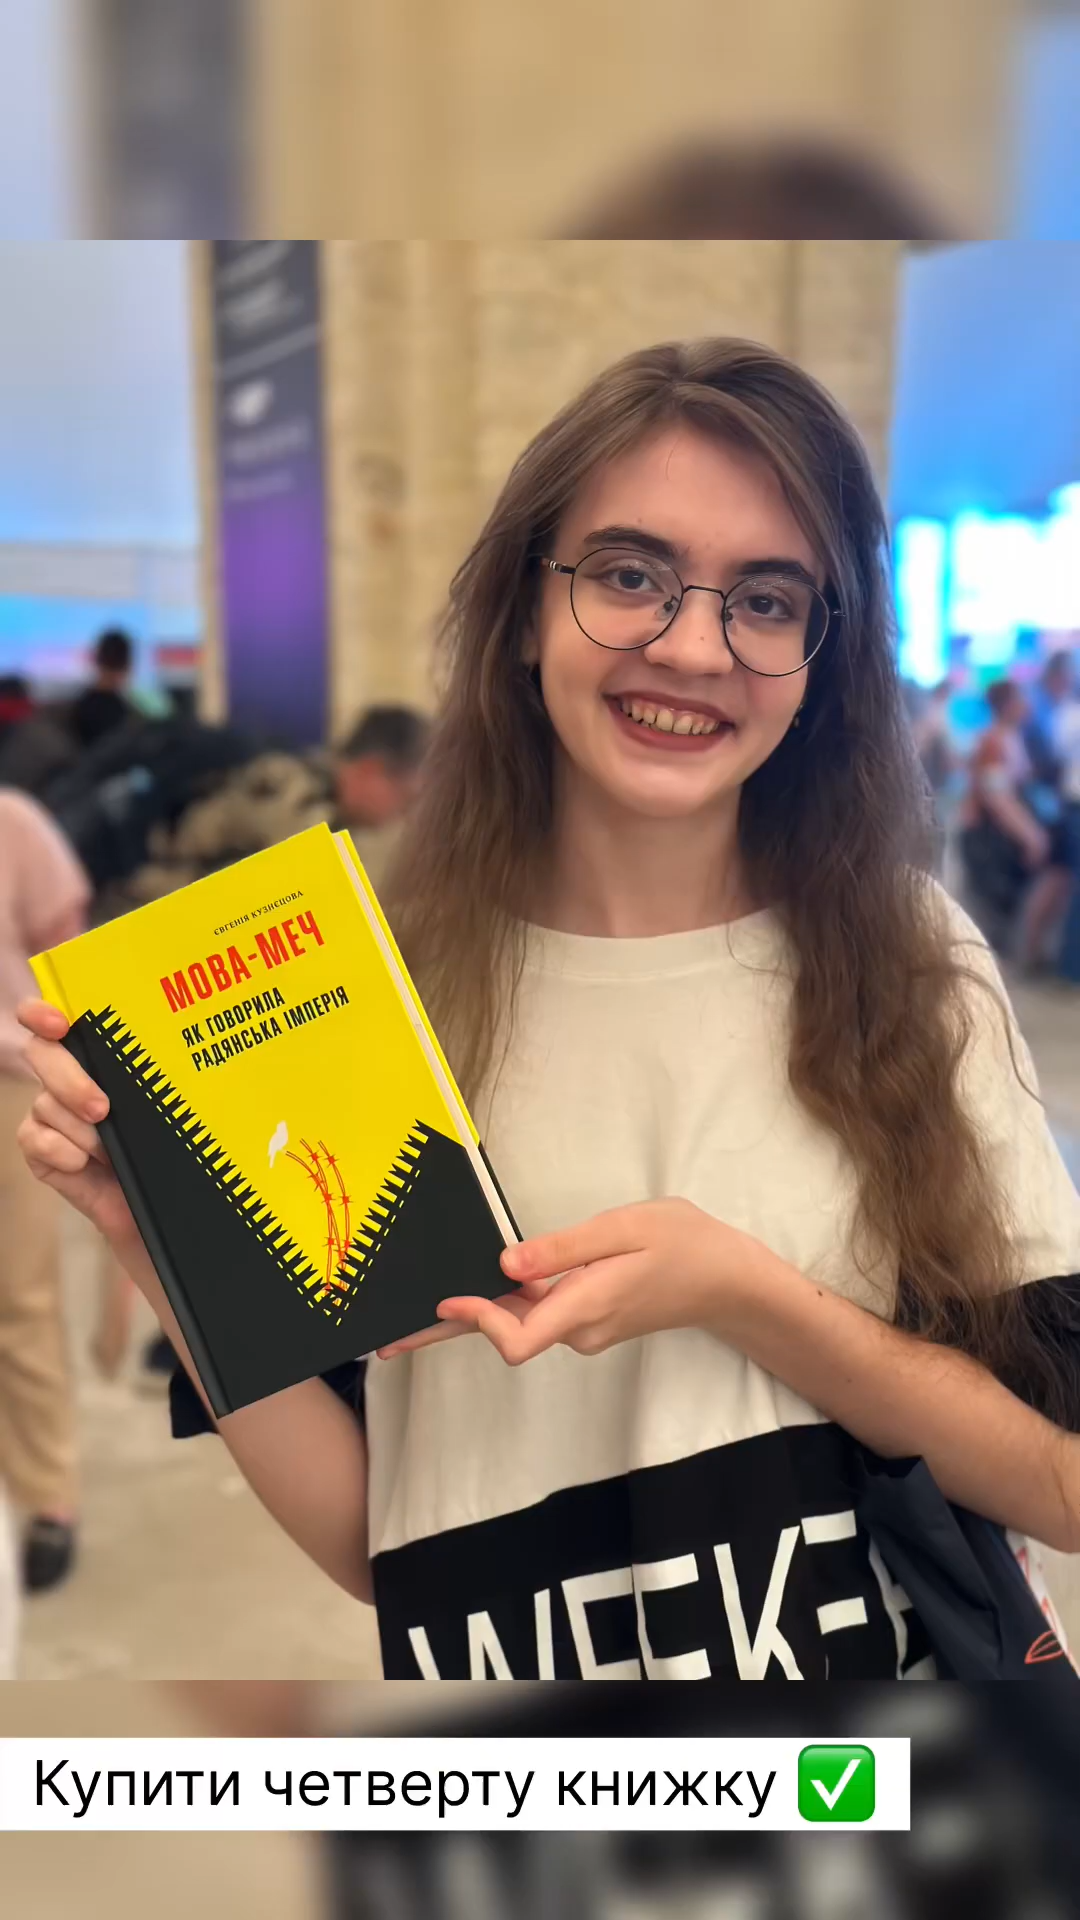 ЄВГЕНІЯ КУЗНЄЦОВА
МОВА-МЕЧ
ЯК ГОВОРИЛА
РАДЯНСЬКА ІМПЕРІЯ
Купити четверту книжку ✅